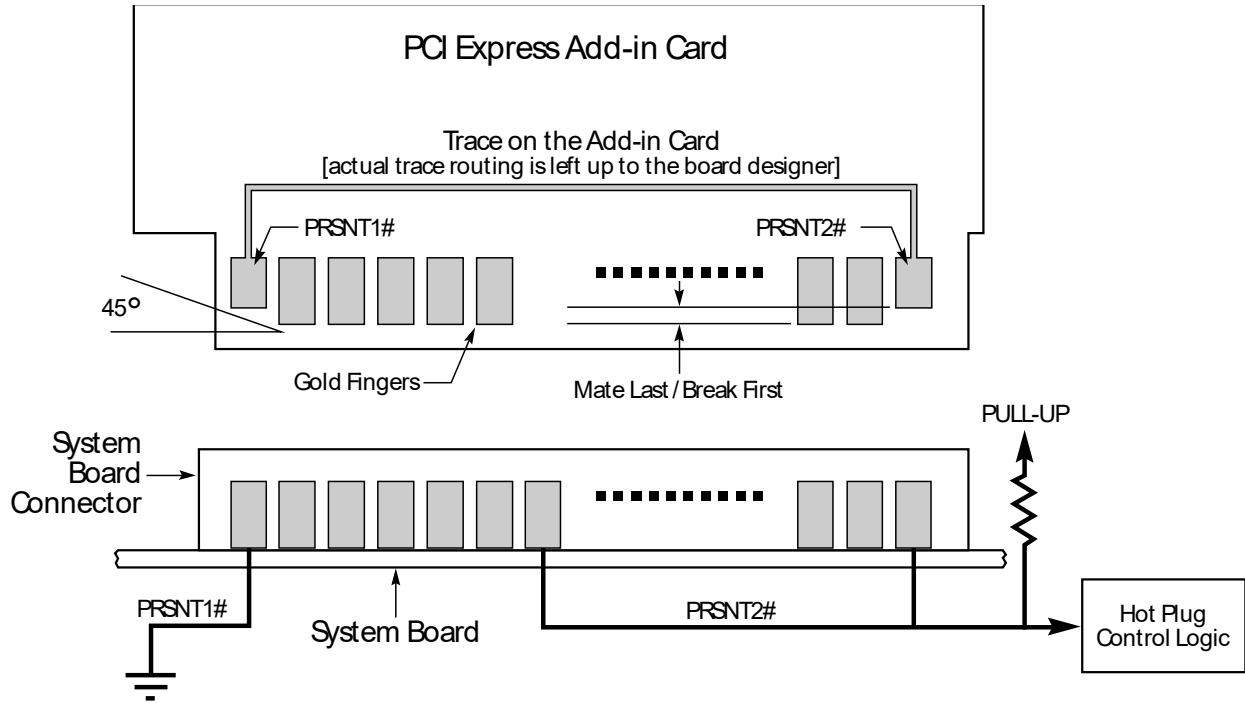 PCI Express Add-in Card
Trace on the Add-in Card
[actual trace routing is left up to the board designer]
PRSNT1#
PRSNT2#
45°
Gold Fingers
Mate Last / Break First
PULL-UP
System
Board
Connector
PRSNT1#
System Board
PRSNT2#
Hot Plug
Control Logic